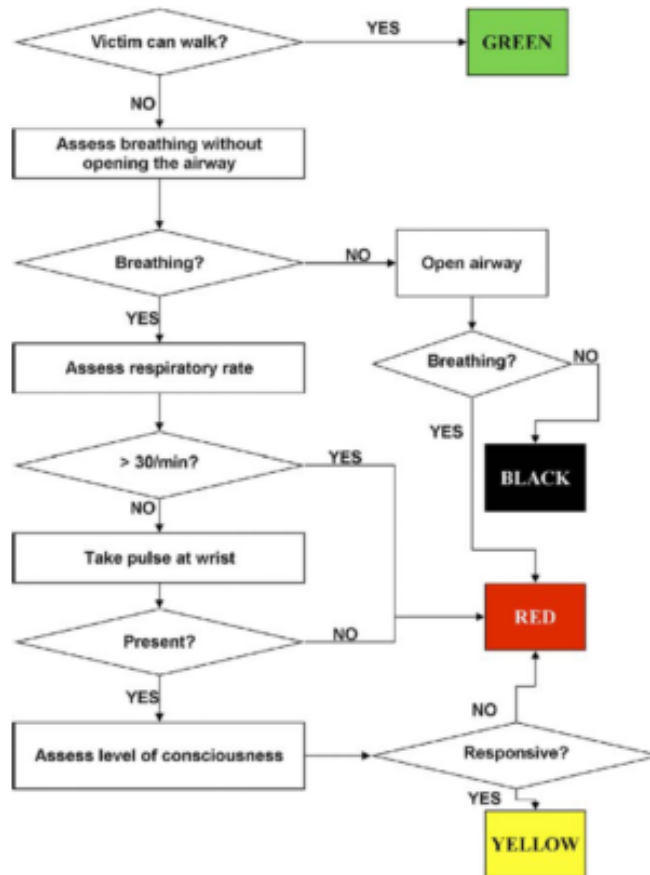 Victim can walk?
YES
GREEN
NO
Assess breathing without
opening the airway
Breathing?
NO
Open airway
YES
Breathing?
NO
Assess respiratory rate
YES
BLACK
> 30/min?
YES
NO
Take pulse at wrist
RED
Present?
NO
YES
NO
Assess level of consciousness
Responsive?
YES
YELLOW